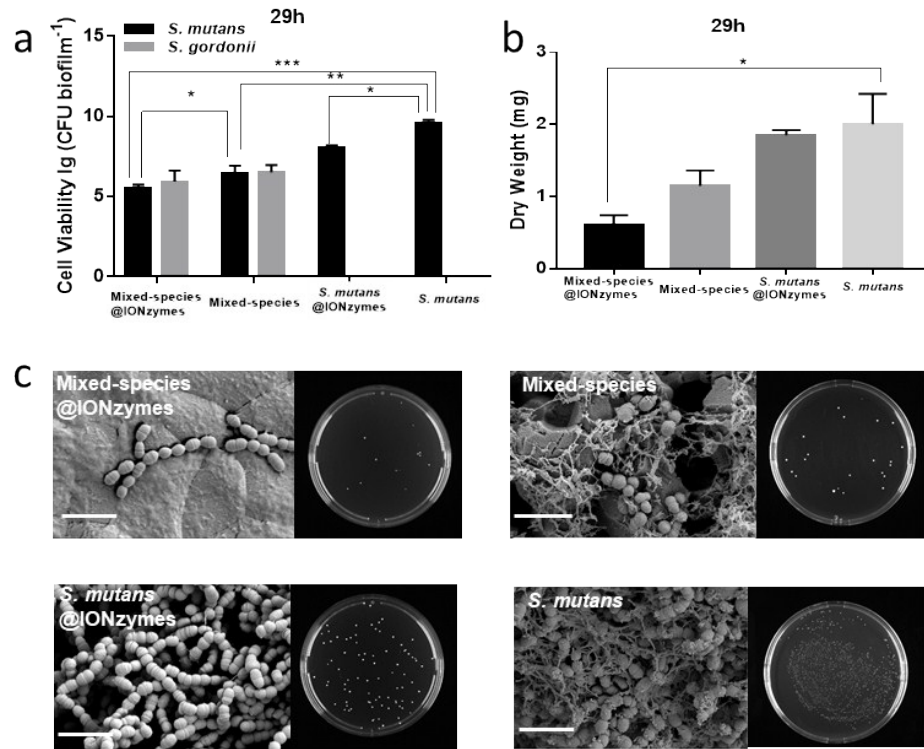 a
29h
S. mutans
S. gordonii
***
**
*
*
Cell Viability lg (CFU biofilm-1)
15
10
5
0
Mixed-species
@IONzymes
Mixed-species
S. mutans
@IONzymes
S. mutans
b
29h
*
Dry Weight (mg)
3
2
1
0
Mixed-species
@IONzymes
Mixed-species
S. mutans
@IONzymes
S. mutans
c
Mixed-species
@IONzymes
Mixed-species
S. mutans
@IONzymes
S. mutans